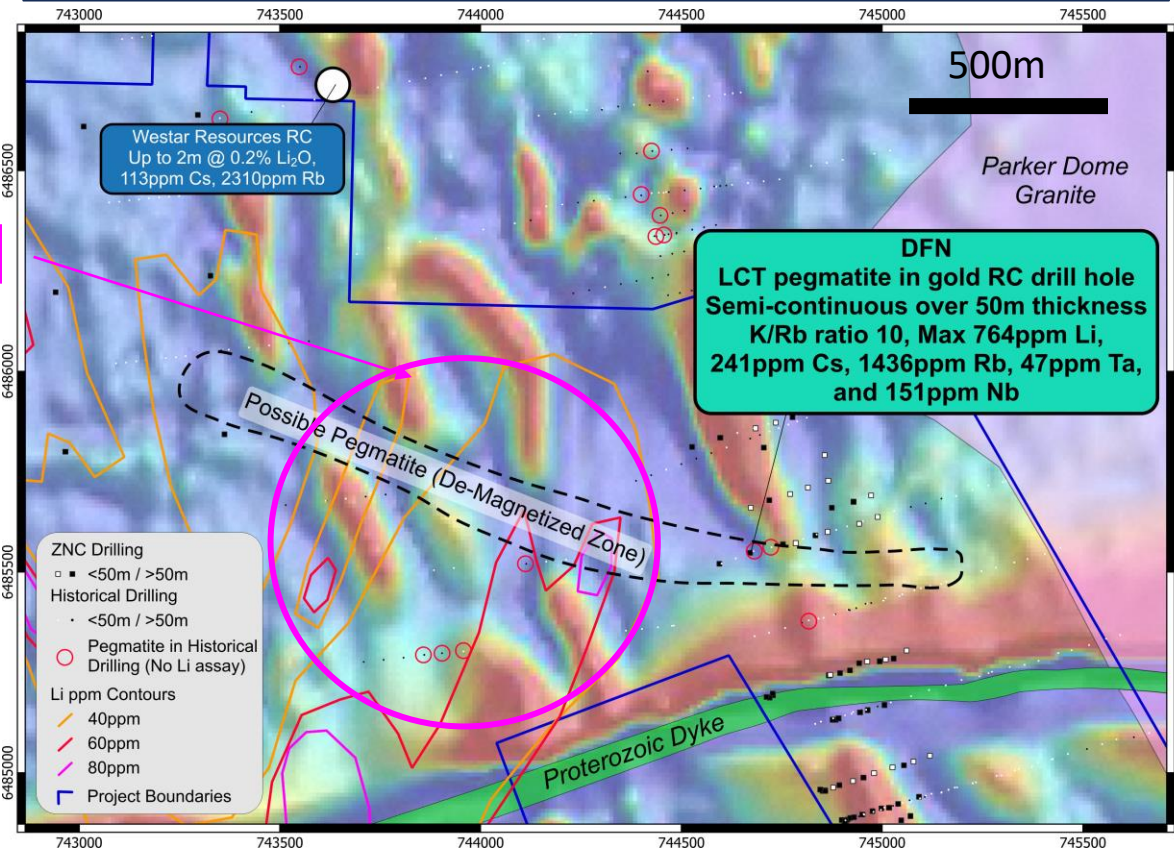 743000 743500 744000 744500 745000 745500
500m
Westar Resources RC
Up to 2m @ 0.2% Li₂O,
113ppm Cs, 2310ppm Rb
6486500
Parker Dome
Granite
DFN
LCT pegmatite in gold RC drill hole
Semi-continuous over 50m thickness
K/Rb ratio 10, Max 764ppm Li,
241ppm Cs, 1436ppm Rb, 47ppm Ta,
and 151ppm Nb
6486000
Possible Pegmatite (De-Magnetized Zone)
6485500
ZNC Drilling
<50m / >50m
Historical Drilling
<50m / >50m
Pegmatite in Historical
Drilling (No Li assay)
Li ppm Contours
40ppm
60ppm
80ppm
Project Boundaries
Proterozoic Dyke
6485000
743000 743500 744000 744500 745000 745500